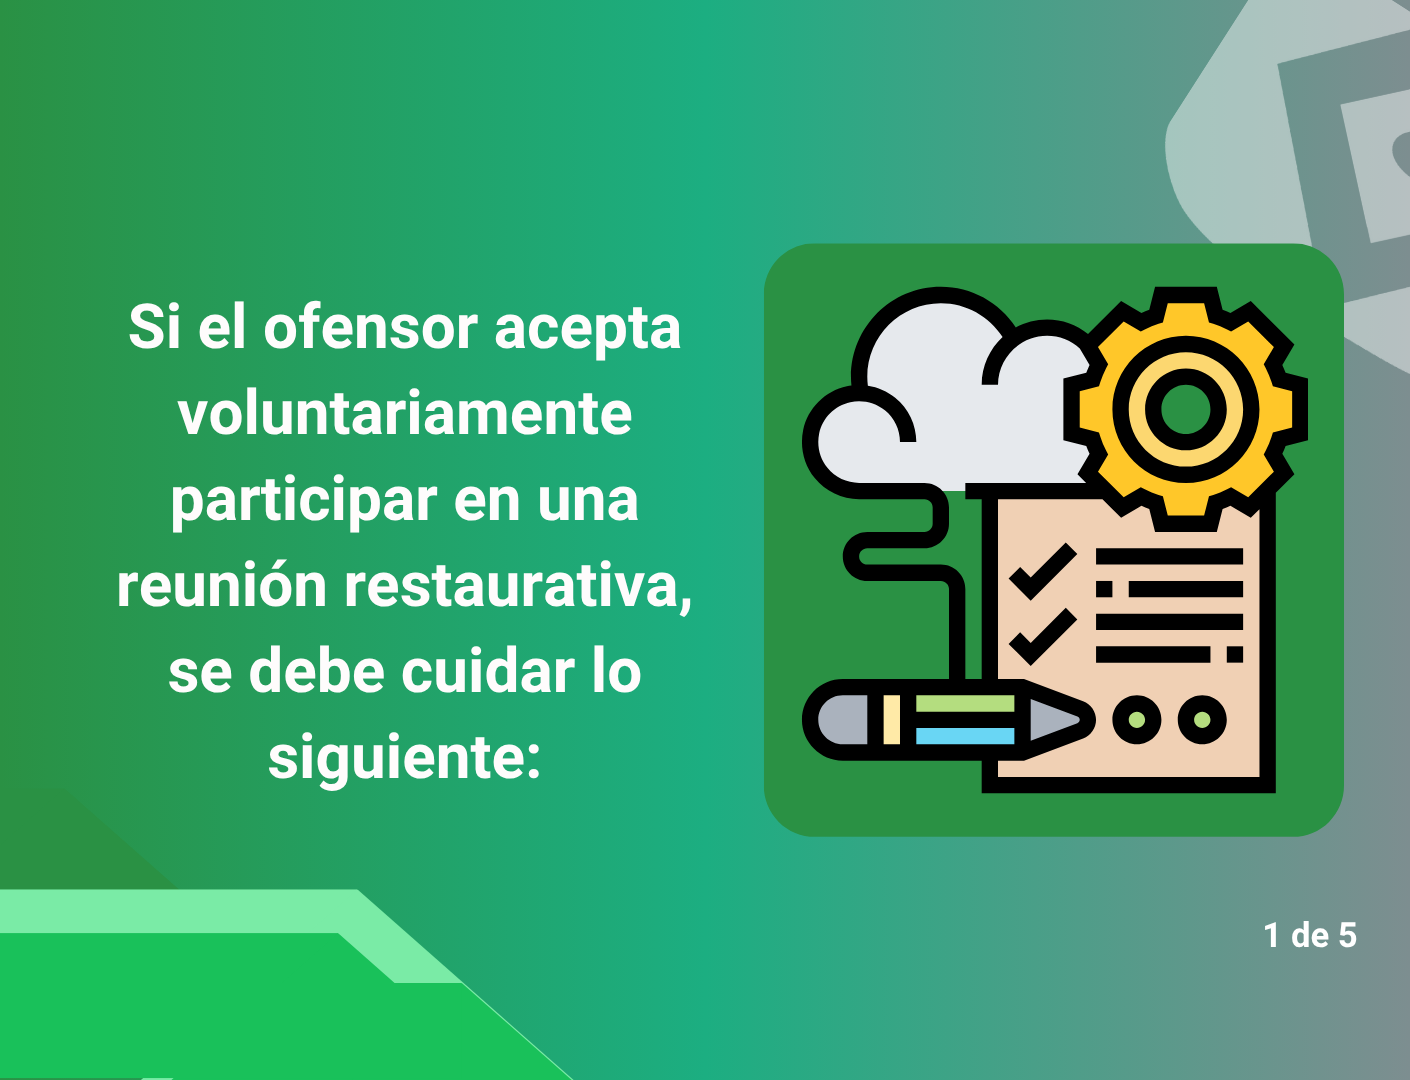 Si el ofensor acepta
voluntariamente
participar en una
reunión restaurativa,
se debe cuidar lo
siguiente:
1 de 5